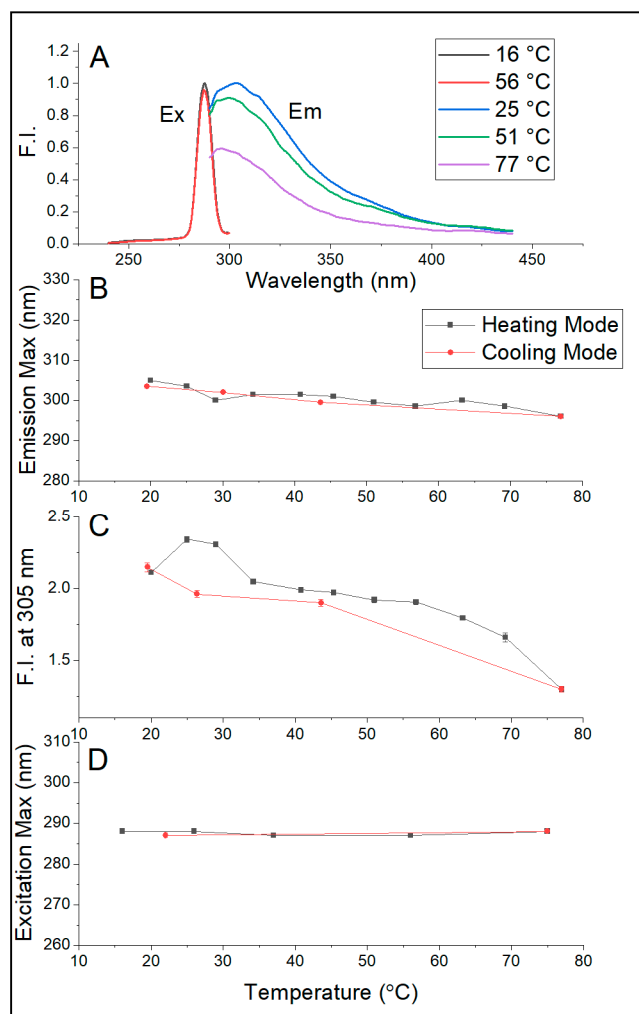 A
Ex
Em
16 °C
56 °C
25 °C
51 °C
77 °C
F.I.
1.2
1.0
0.8
0.6
0.4
0.2
0.0
250
300
350
400
450
Wavelength (nm)
B
Heating Mode
Cooling Mode
Emission Max (nm)
330
320
310
300
290
280
10
20
30
40
50
60
70
80
C
F.I. at 305 nm
2.5
2.0
1.5
10
20
30
40
50
60
70
80
D
Excitation Max (nm)
310
300
290
280
270
260
10
20
30
40
50
60
70
80
Temperature (°C)